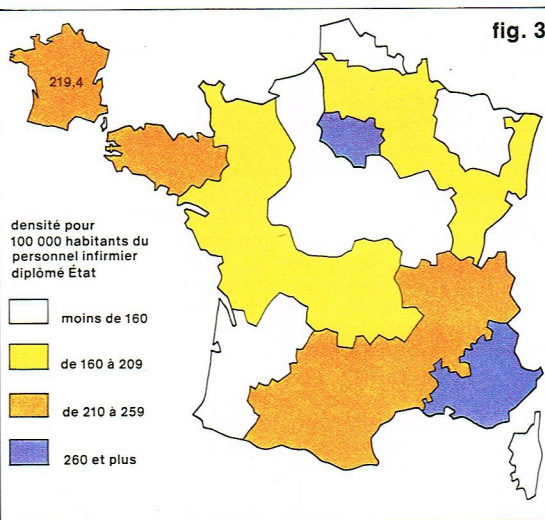 fig. 3
219,4
densité pour
100 000 habitants du
personnel infirmier
diplômé État
moins de 160
de 160 à 209
de 210 à 259
260 et plus